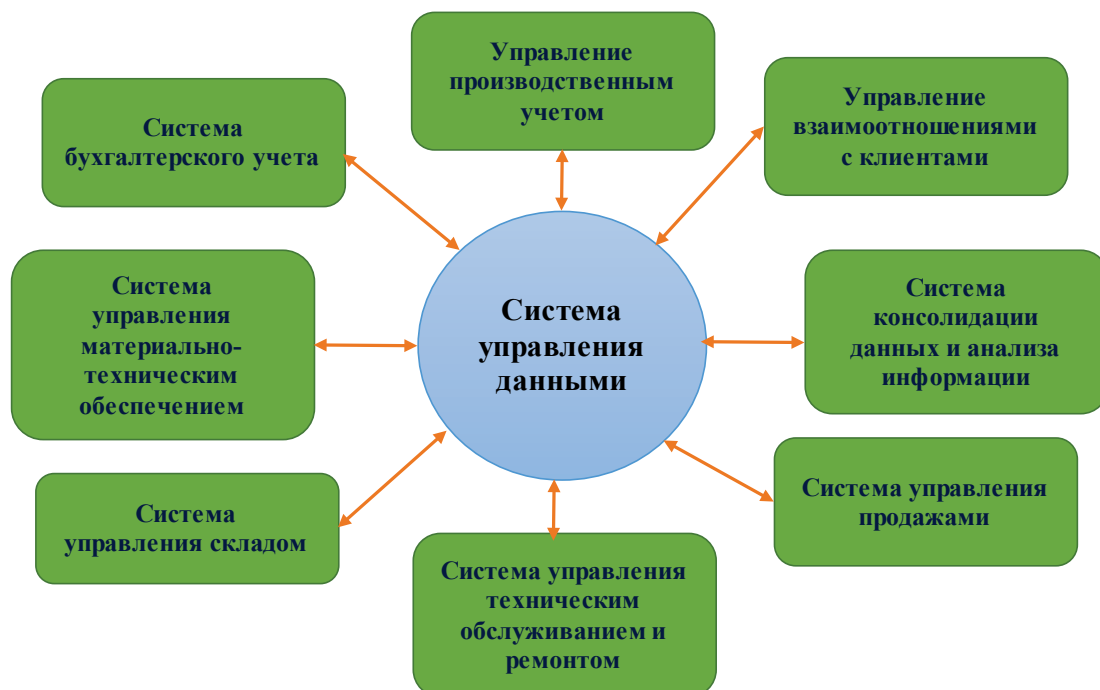 Управление
производственным
учетом
Управление
взаимоотношениями
с клиентами
Система
бухгалтерского учета
Система
управления
материально-
техническим
обеспечением
Система
управления
данными
Система
консолидации
данных и анализа
информации
Система управления
продажами
Система
управления складом
Система управления
техническим
обслуживанием и
ремонтом